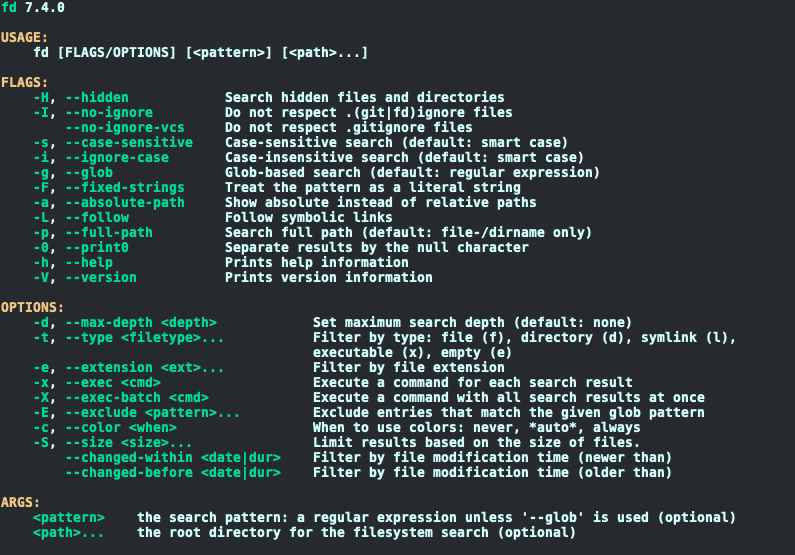 fd 7.4.0
USAGE:
fd [FLAGS/OPTIONS] [<pattern>] [<path>...]
FLAGS:
-H, --hidden Search hidden files and directories
-I, --no-ignore Do not respect .(git|fd)ignore files
--no-ignore-vcs Do not respect .gitignore files
-s, --case-sensitive Case-sensitive search (default: smart case)
-i, --ignore-case Case-insensitive search (default: smart case)
-g, --glob Glob-based search (default: regular expression)
-F, --fixed-strings Treat the pattern as a literal string
-a, --absolute-path Show absolute instead of relative paths
-L, --follow Follow symbolic links
-p, --full-path Search full path (default: file-/dirname only)
-0, --print0 Separate results by the null character
-h, --help Prints help information
-V, --version Prints version information
OPTIONS:
-d, --max-depth <depth> Set maximum search depth (default: none)
-t, --type <filetype>... Filter by type: file (f), directory (d), symlink (l),
executable (x), empty (e)
-e, --extension <ext>... Filter by file extension
-x, --exec <cmd> Execute a command for each search result
-X, --exec-batch <cmd> Execute a command with all search results at once
-E, --exclude <pattern>... Exclude entries that match the given glob pattern
-c, --color <when> When to use colors: never, *auto*, always
-S, --size <size>... Limit results based on the size of files.
--changed-within <date|dur> Filter by file modification time (newer than)
--changed-before <date|dur> Filter by file modification time (older than)
ARGS:
<pattern> the search pattern: a regular expression unless '--glob' is used (optional)
<path>... the root directory for the filesystem search (optional)